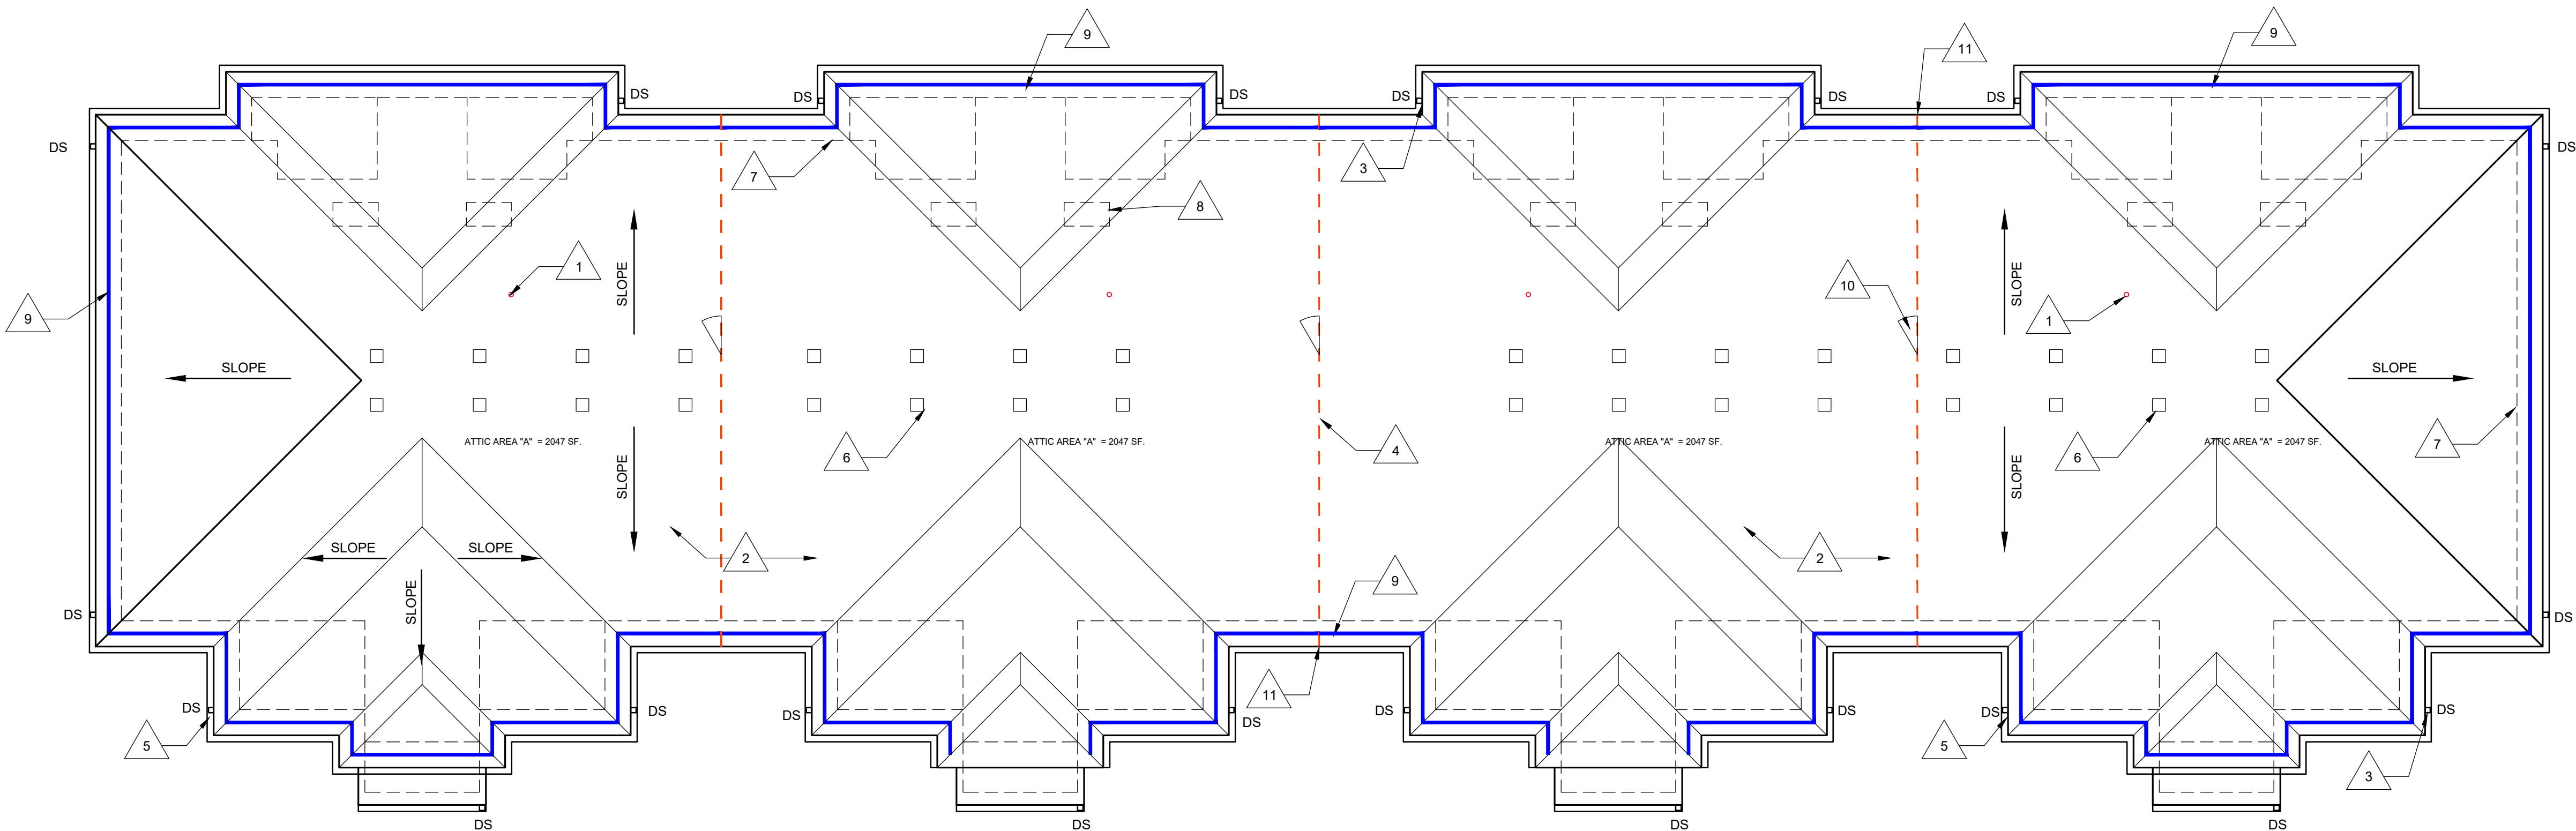 9
11
9
DS
DS
DS
DS
DS
DS
DS
DS
7
3
8
1
SLOPE
SLOPE
10
1
9
SLOPE
SLOPE
ATTIC AREA "A" = 2047 SF.
ATTIC AREA "A" = 2047 SF.
ATTIC AREA "A" = 2047 SF.
ATTIC AREA "A" = 2047 SF.
6
4
6
7
SLOPE
SLOPE
SLOPE
SLOPE
2
2
SLOPE
9
DS
DS
11
DS
DS
DS
DS
DS
DS
DS
DS
5
5
3
DS
DS
DS
DS